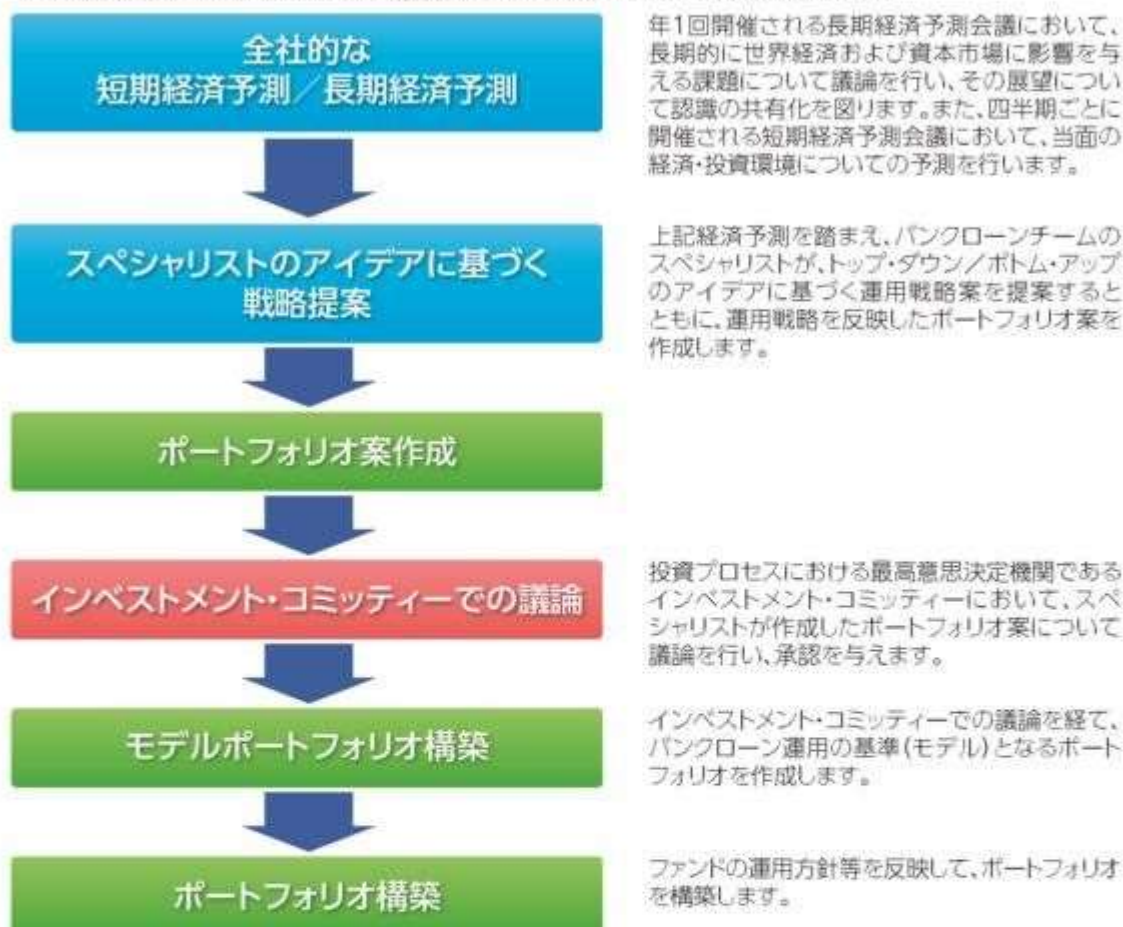 全社的な
短期経済予測／長期経済予測
年1回開催される長期経済予測会議において、
長期的に世界経済および資本市場に影響を与
える課題について議論を行い、その展望につい
て認識の共有化を図ります。また、四半期ごとに
開催される短期経済予測会議において、当面の
経済・投資環境についての予測を行います。
スペシャリストのアイデアに基づく
戦略提案
上記経済予測を踏まえ、バンクローンチームの
スペシャリストが、トップ・ダウン／ボトム・アップ
のアイデアに基づく運用戦略案を提案すると
ともに、運用戦略を反映したポートフォリオ案を
作成します。
ポートフォリオ案作成
インベストメント・コミッティーでの議論
投資プロセスにおける最高意思決定機関である
インベストメント・コミッティーにおいて、スペ
シャリストが作成したポートフォリオ案について
議論を行い、承認を与えます。
モデルポートフォリオ構築
インベストメント・コミッティーでの議論を経て、
バンクローン運用の基準(モデル)となるポート
フォリオを作成します。
ポートフォリオ構築
ファンドの運用方針等を反映して、ポートフォリオ
を構築します。